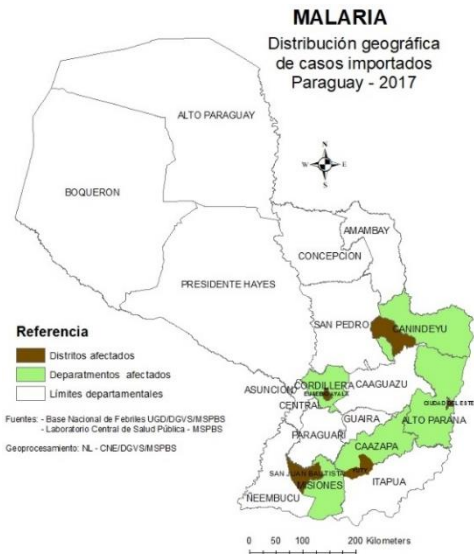 MALARIA
Distribución geográfica
de casos importados
Paraguay - 2017
ALTO PARAGUAY
W E
BOQUERON
AMAMBAY
CONCEPCION
PRESIDENTE HAYES
SAN PEDRO
CANINDEYU
Referencia
Distritos afectados
Deparatmentos afectados
Límites departamentales
ASUNCION
CORDILLERA
CAAGUAZU
CENTRAL
CIUDAD DEL ESTE
ALTO PARANA
GUAIRA
PARAGUARI
CAAZAPA
SAN JUAN BAUTISTA
MISIONES
ITAPUA
ÑEEMBUCU
Fuentes: - Base Nacional de Febriles UGD/DGVS/MSPBS
- Laboratorio Central de Salud Pública - MSPBS
Geoprocesamiento: NL - CNE/DGVS/MSPBS
0 50 100 200 Kilometers